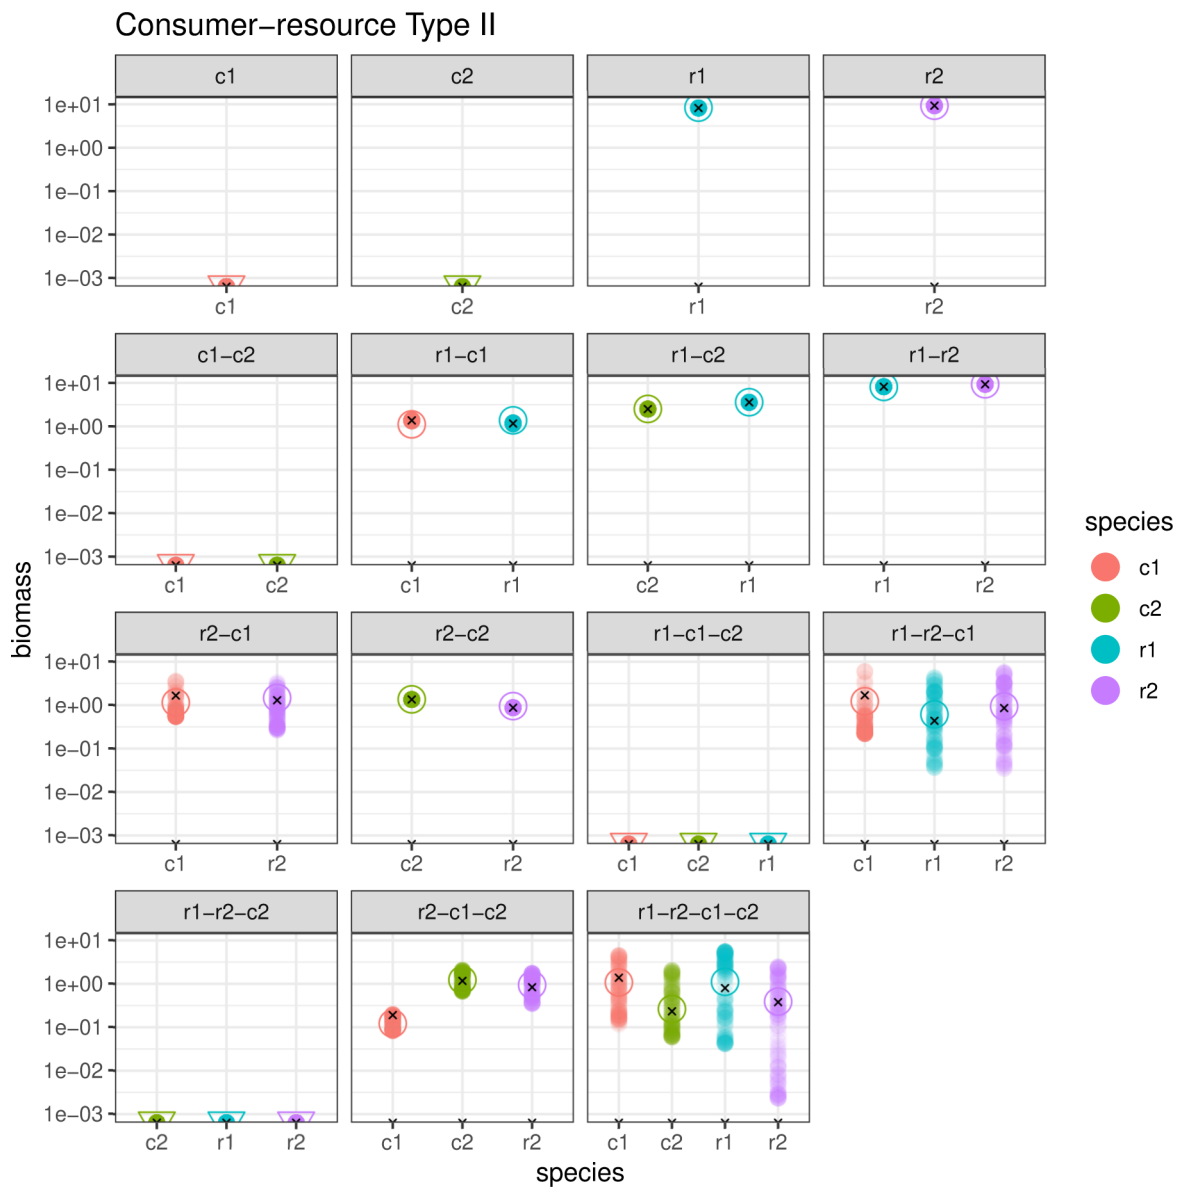 Consumer−resource Type II
c1 c2 r1 r2
1e+01
1e+00
1e−01
1e−02
1e−03
c1 c2 r1 r2
c1−c2 r1−c1 r1−c2 r1−r2
1e+01
1e+00
1e−01
1e−02
1e−03
c1 c2 c1 r1 c2 r1 r1 r2
r2−c1 r2−c2 r1−c1−c2 r1−r2−c1
1e+01
1e+00
1e−01
1e−02
1e−03
c1 r2 c2 r2 c1 c2 r1 c1 r1 r2
r1−r2−c2 r2−c1−c2 r1−r2−c1−c2
1e+01
1e+00
1e−01
1e−02
1e−03
c2 r1 r2 c1 c2 r2 c1 c2 r1 r2
species
biomass
species
c1
c2
r1
r2